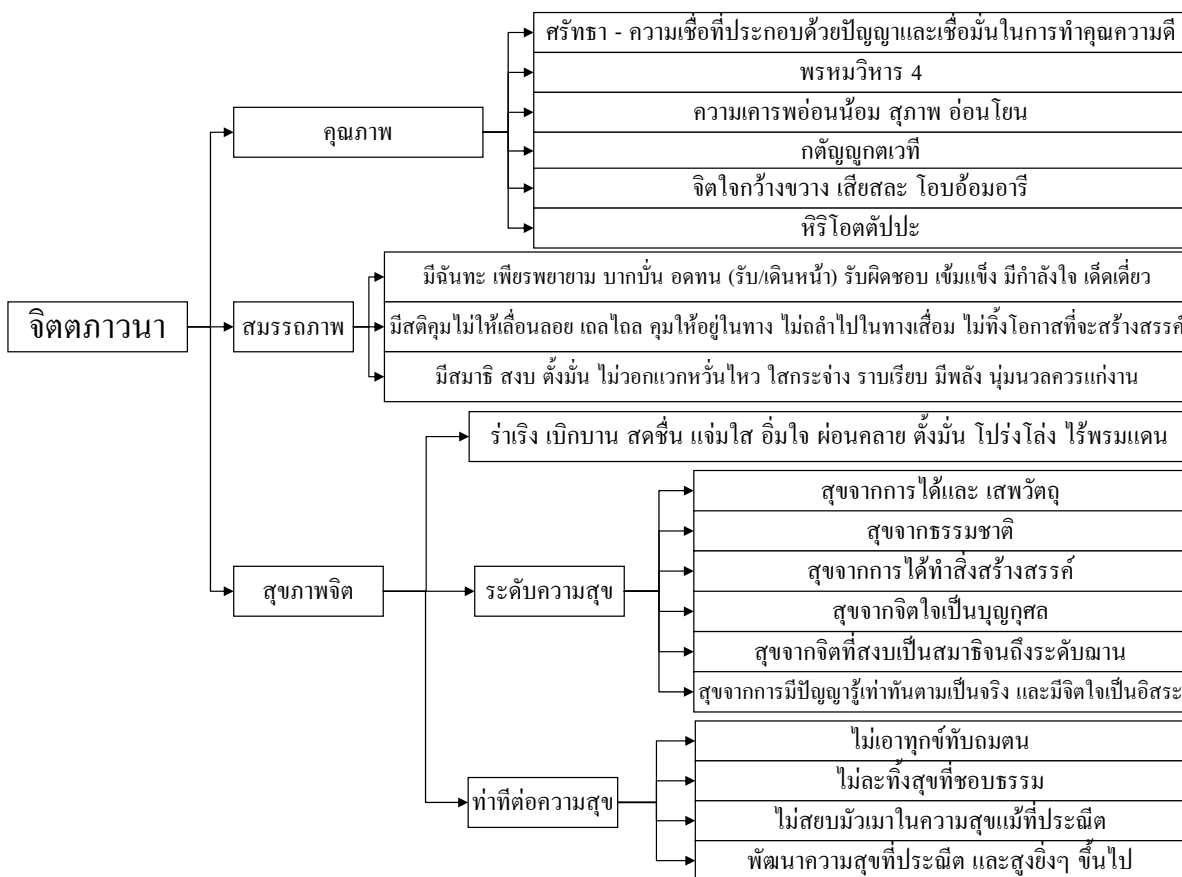 จิตตภาวนา
คุณภาพ
ศรัทธา - ความเชื่อที่ประกอบด้วยปัญญาและเชื่อมั่นในการทำคุณความดี
พรหมวิหาร 4
ความเคารพอ่อนน้อม สุภาพ อ่อนโยน
กตัญญูกตเวที
จิตใจกว้างขวาง เสียสละ โอบอ้อมอารี
หิริโอตตัปปะ
สมรรถภาพ
มีฉันทะ เพียรพยายาม บากบั่น อดทน (รับ/เดินหน้า) รับผิดชอบ เข้มแข็ง มีกำลังใจ เด็ดเดี่ยว
มีสติคุมไม่ให้เลื่อนลอย เถลไถล คุมให้อยู่ในทาง ไม่ถลำไปในทางเสื่อม ไม่ทิ้งโอกาสที่จะสร้างสรรค์
มีสมาธิ สงบ ตั้งมั่น ไม่วอกแวกหวั่นไหว ใสกระจ่าง ราบเรียบ มีพลัง นุ่มนวลควรแก่งาน
สุขภาพจิต
ร่าเริง เบิกบาน สดชื่น แจ่มใส อิ่มใจ ผ่อนคลาย ตั้งมั่น โปร่งโล่ง ไร้พรมแดน
ระดับความสุข
สุขจากการได้และ เสพวัตถุ
สุขจากธรรมชาติ
สุขจากการได้ทำสิ่งสร้างสรรค์
สุขจากจิตใจเป็นบุญกุศล
สุขจากจิตที่สงบเป็นสมาธิจนถึงระดับฌาน
สุขจากการมีปัญญารู้เท่าทันตามเป็นจริง และมีจิตใจเป็นอิสระ
ท่าทีต่อความสุข
ไม่เอาทุกข์ทับถมตน
ไม่ละทิ้งสุขที่ชอบธรรม
ไม่สยบมัวเมาในความสุขแม้ที่ประณีต
พัฒนาความสุขที่ประณีต และสูงยิ่งๆ ขึ้นไป